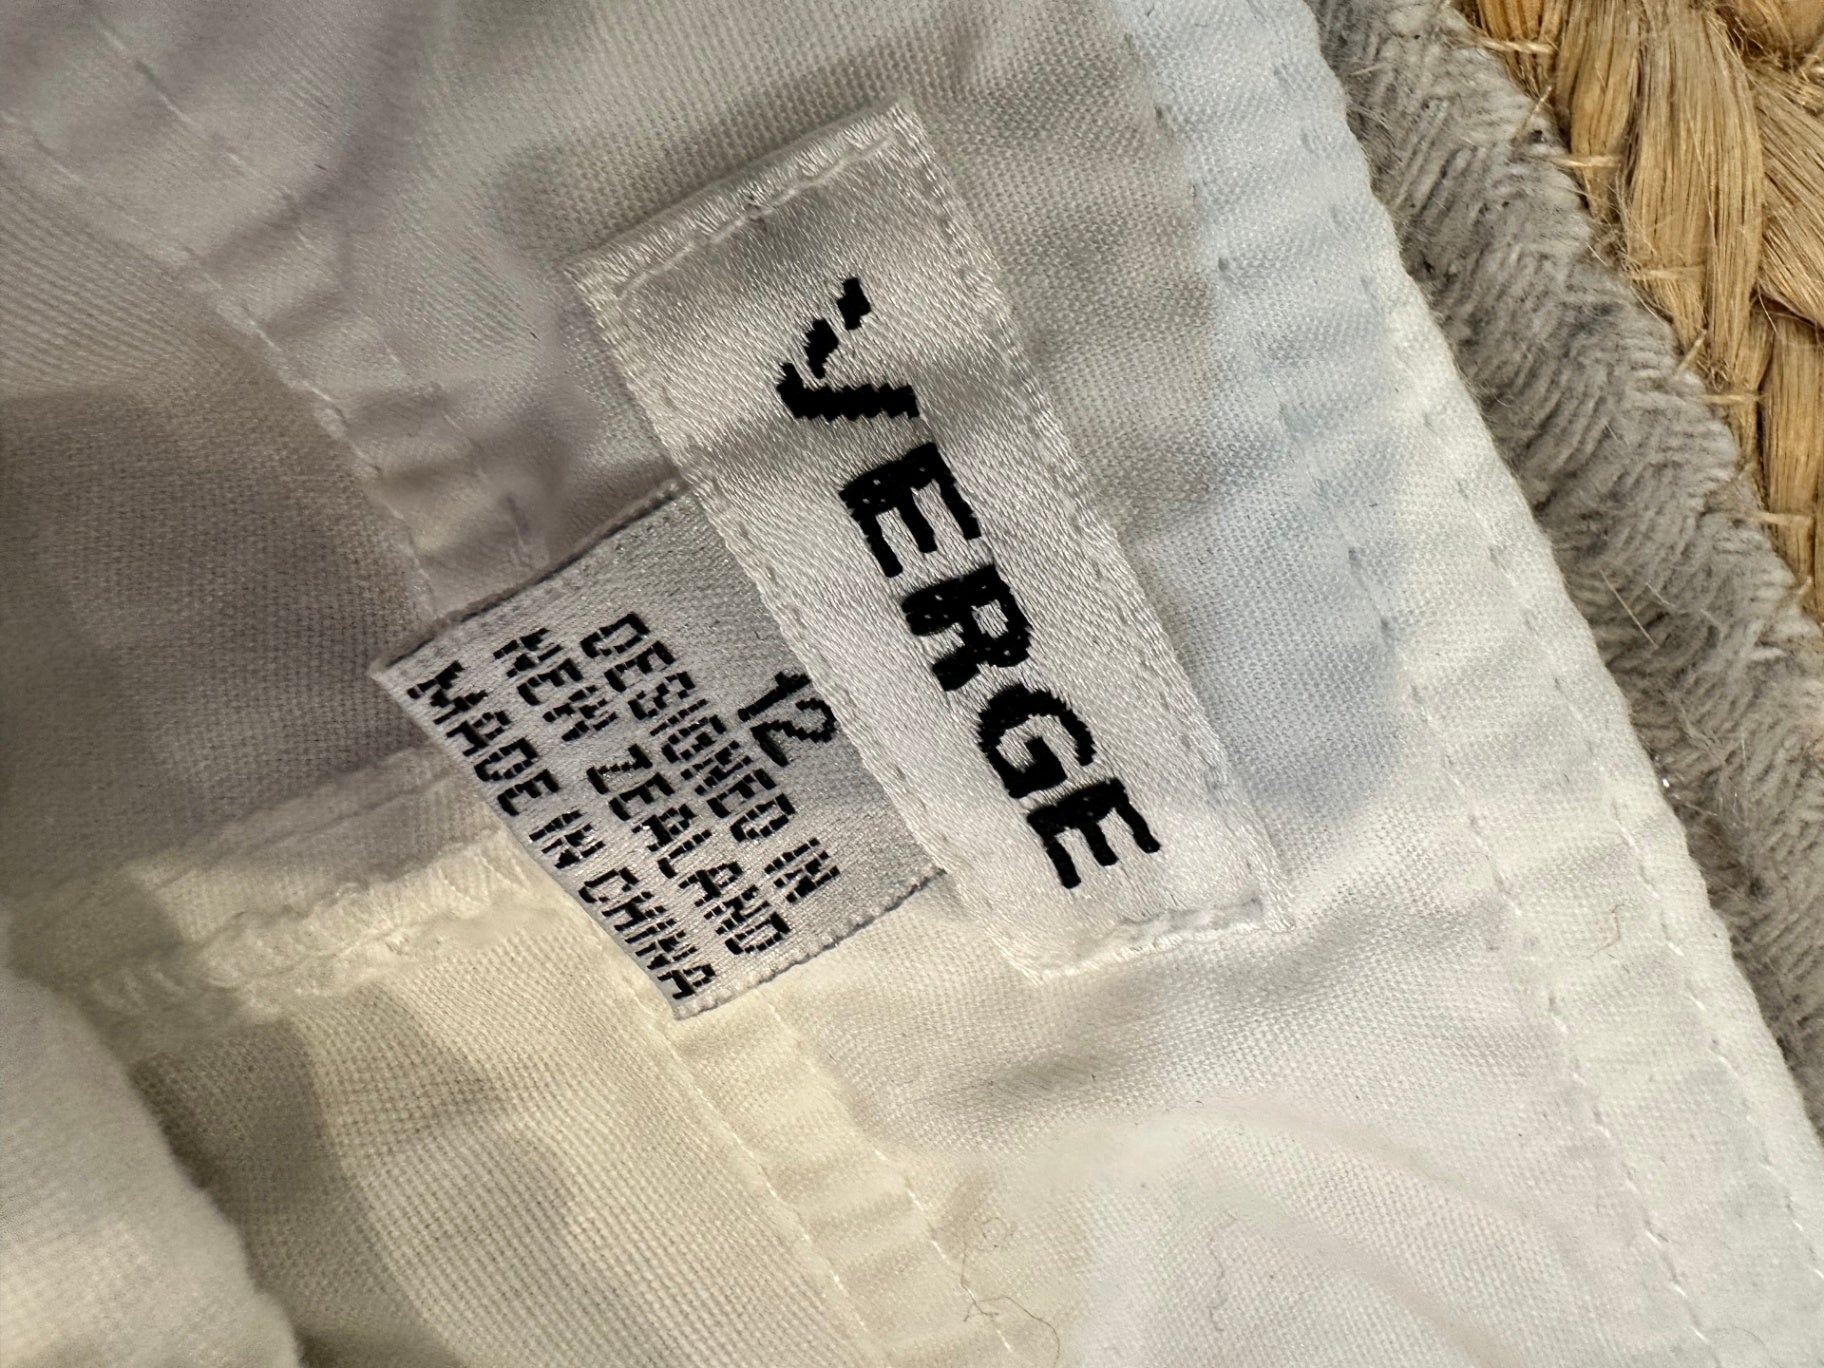 VERGE
12
DESIGNED IN
NEW ZEALAND
MADE IN CHINA